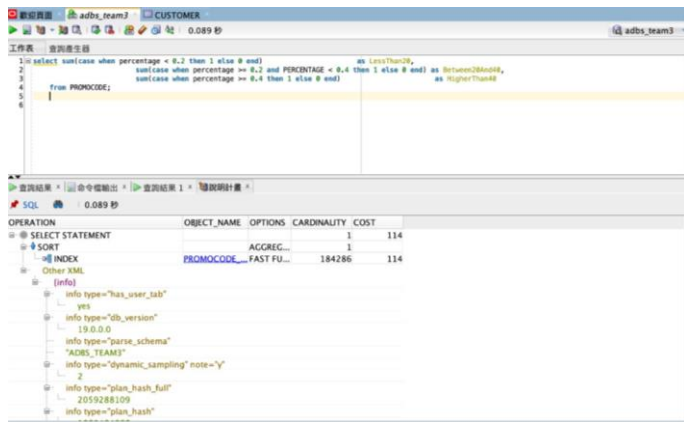 歡迎頁面 adbs_team3 CUSTOMER
0.089 秒 adbs_team3
工作表 查詢產生器
1 select sum(case when percentage < 0.2 then 1 else 0 end) as LessThan20,
2 sum(case when percentage >= 0.2 and PERCENTAGE < 0.4 then 1 else 0 end) as Between20And40,
3 sum(case when percentage >= 0.4 then 1 else 0 end) as HigherThan40
4 from PROMOCODE;
5
6
查詢結果 × 命令檔輸出 × 查詢結果 1 × 說明計畫 ×
SQL 0.089 秒
OPERATION OBJECT_NAME OPTIONS CARDINALITY COST
SELECT STATEMENT 1 114
SORT AGGREG... 1
INDEX PROMOCODE_... FAST FU... 184286 114
Other XML
{info}
info type="has_user_tab"
yes
info type="db_version"
19.0.0.0
info type="parse_schema"
"ADBS_TEAM3"
info type="dynamic_sampling" note="y"
2
info type="plan_hash_full"
2059288109
info type="plan_hash"